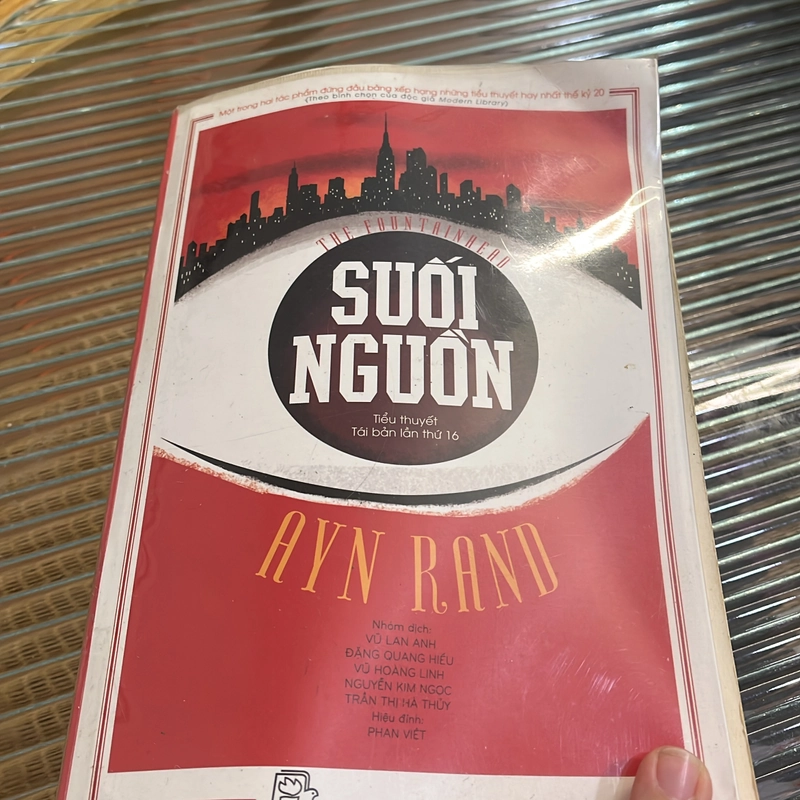 Một trong hai tác phẩm đứng đầu bảng xếp hạng những tiểu thuyết hay nhất thế kỷ 20
(Theo bình chọn của độc giả Modern Library)
THE FOUNTAINHEAD
SUỐI
NGUỒN
Tiểu thuyết
Tái bản lần thứ 16
AYN RAND
Nhóm dịch:
VŨ LAN ANH
ĐẶNG QUANG HIẾU
VŨ HOÀNG LINH
NGUYỄN KIM NGỌC
TRẦN THỊ HÀ THỦY
Hiệu đính:
PHAN VIỆT